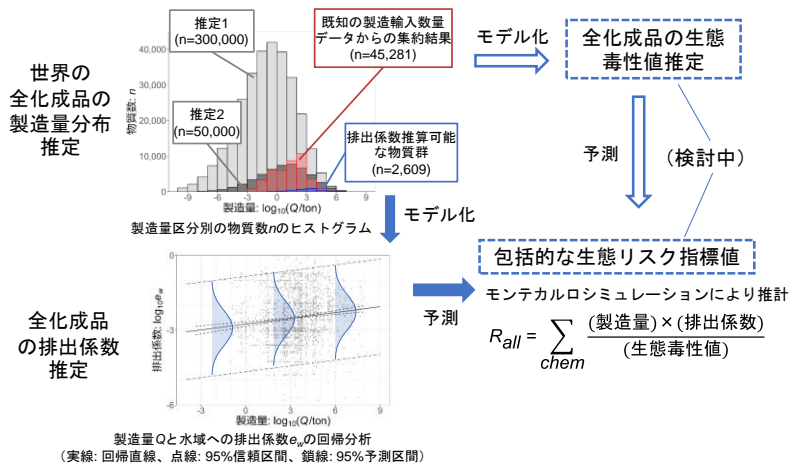 世界の
全化成品の
製造量分布
推定
推定1
(n=300,000)
推定2
(n=50,000)
既知の製造輸入数量
データからの集約結果
(n=45,281)
排出係数推算可能
な物質群
(n=2,609)
物質数: n
40,000
30,000
20,000
10,000
0
-9
-6
-3
0
3
6
9
製造量: log10(Q/ton)
製造量区分別の物質数nのヒストグラム
モデル化
全化成品の生態
毒性値推定
予測
(検討中)
モデル化
全化成品
の排出係数
推定
排出係数: log10ew
0
-3
-6
-3
0
3
6
9
製造量: log10(Q/ton)
製造量Qと水域への排出係数ewの回帰分析
(実線: 回帰直線、点線: 95%信頼区間、鎖線: 95%予測区間)
予測
包括的な生態リスク指標値
モンテカルロシミュレーションにより推計
Rall = ∑chem (製造量)×(排出係数)
(生態毒性値)